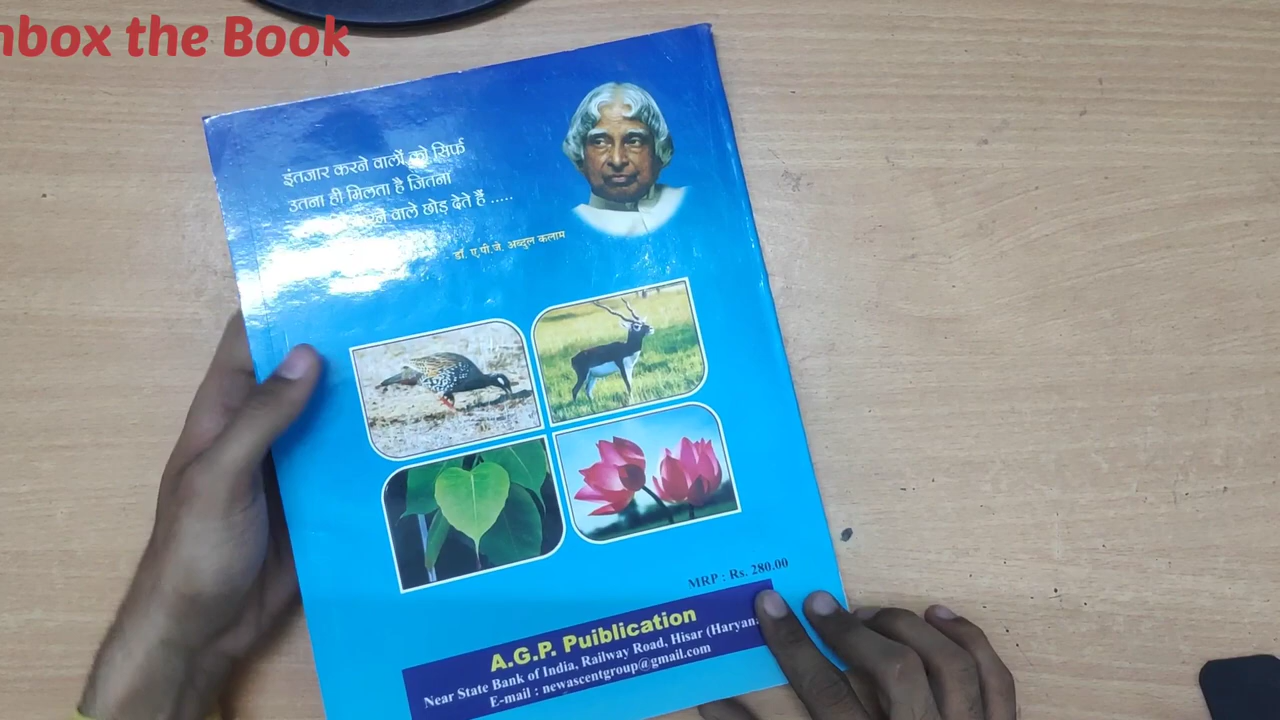 nbox the Book
इंतजार करने वालों को सिर्फ
उतना ही मिलता है जितना
वाले छोड़ देते हैं .....
डॉ. ए.पी.जे. अब्दुल कलाम
MRP : Rs. 280.00
A.G.P. Puiblication
Near State Bank of India, Railway Road, Hisar (Haryan
E-mail : newascentgroup@gmail.com